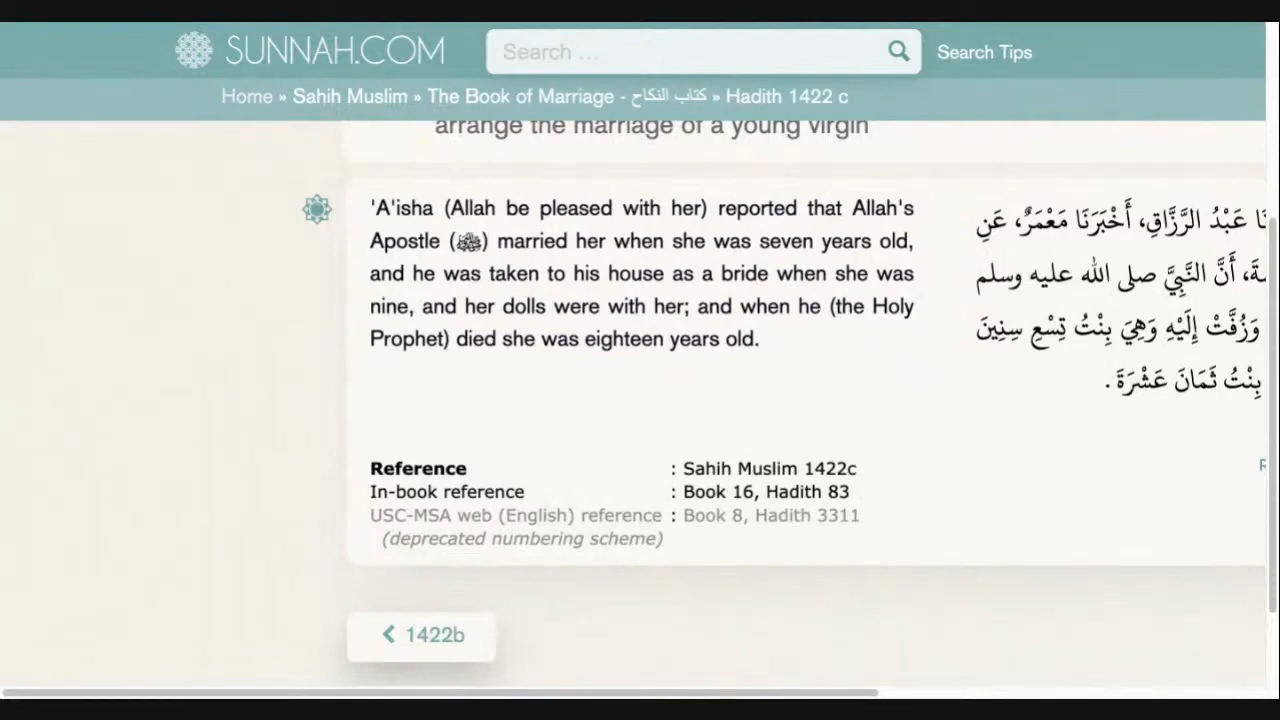 SUNNAH.COM
Search ...
Search Tips
Home » Sahih Muslim » The Book of Marriage - كتاب النكاح » Hadith 1422 c
arrange the marriage of a young virgin
'A'isha (Allah be pleased with her) reported that Allah's
Apostle (ﷺ) married her when she was seven years old,
and he was taken to his house as a bride when she was
nine, and her dolls were with her; and when he (the Holy
Prophet) died she was eighteen years old.
عَبْدُ الرَّزَّاقِ، أَخْبَرَنَا مَعْمَرٌ، عَنِ
أَنَّ النَّبِيَّ صلى الله عليه وسلم
وَزُفَّتْ إِلَيْهِ وَهِيَ بِنْتُ تِسْعِ سِنِينَ
بِنْتُ ثَمَانَ عَشْرَةَ .
Reference : Sahih Muslim 1422c
In-book reference : Book 16, Hadith 83
USC-MSA web (English) reference : Book 8, Hadith 3311
(deprecated numbering scheme)
1422b